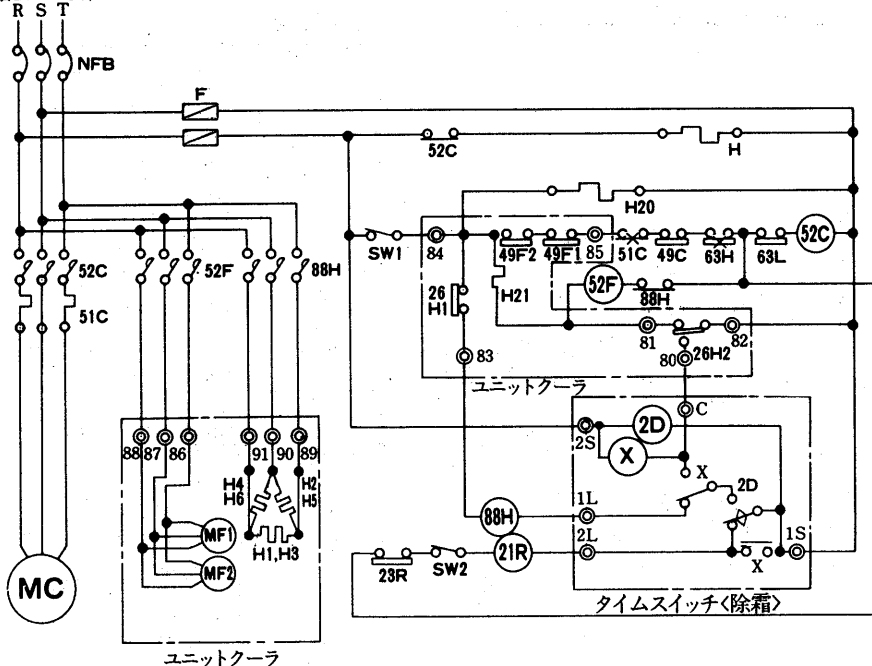 R S T
NFB
F
52C
H
H20
SW1
84
49F2
49F1
85
51C
49C
63H
63L
52C
52C
51C
52F
88H
26
H1
H21
52F
88H
81
26H2
82
83
80
ユニットクーラ
C
2S
2D
X
X
2D
1L
88H
2L
21R
1S
X
23R
SW2
タイムスイッチ<除霜>
88
87
86
91
90
89
H4
H6
H2
H5
H1,H3
MF1
MF2
MC
ユニットクーラ